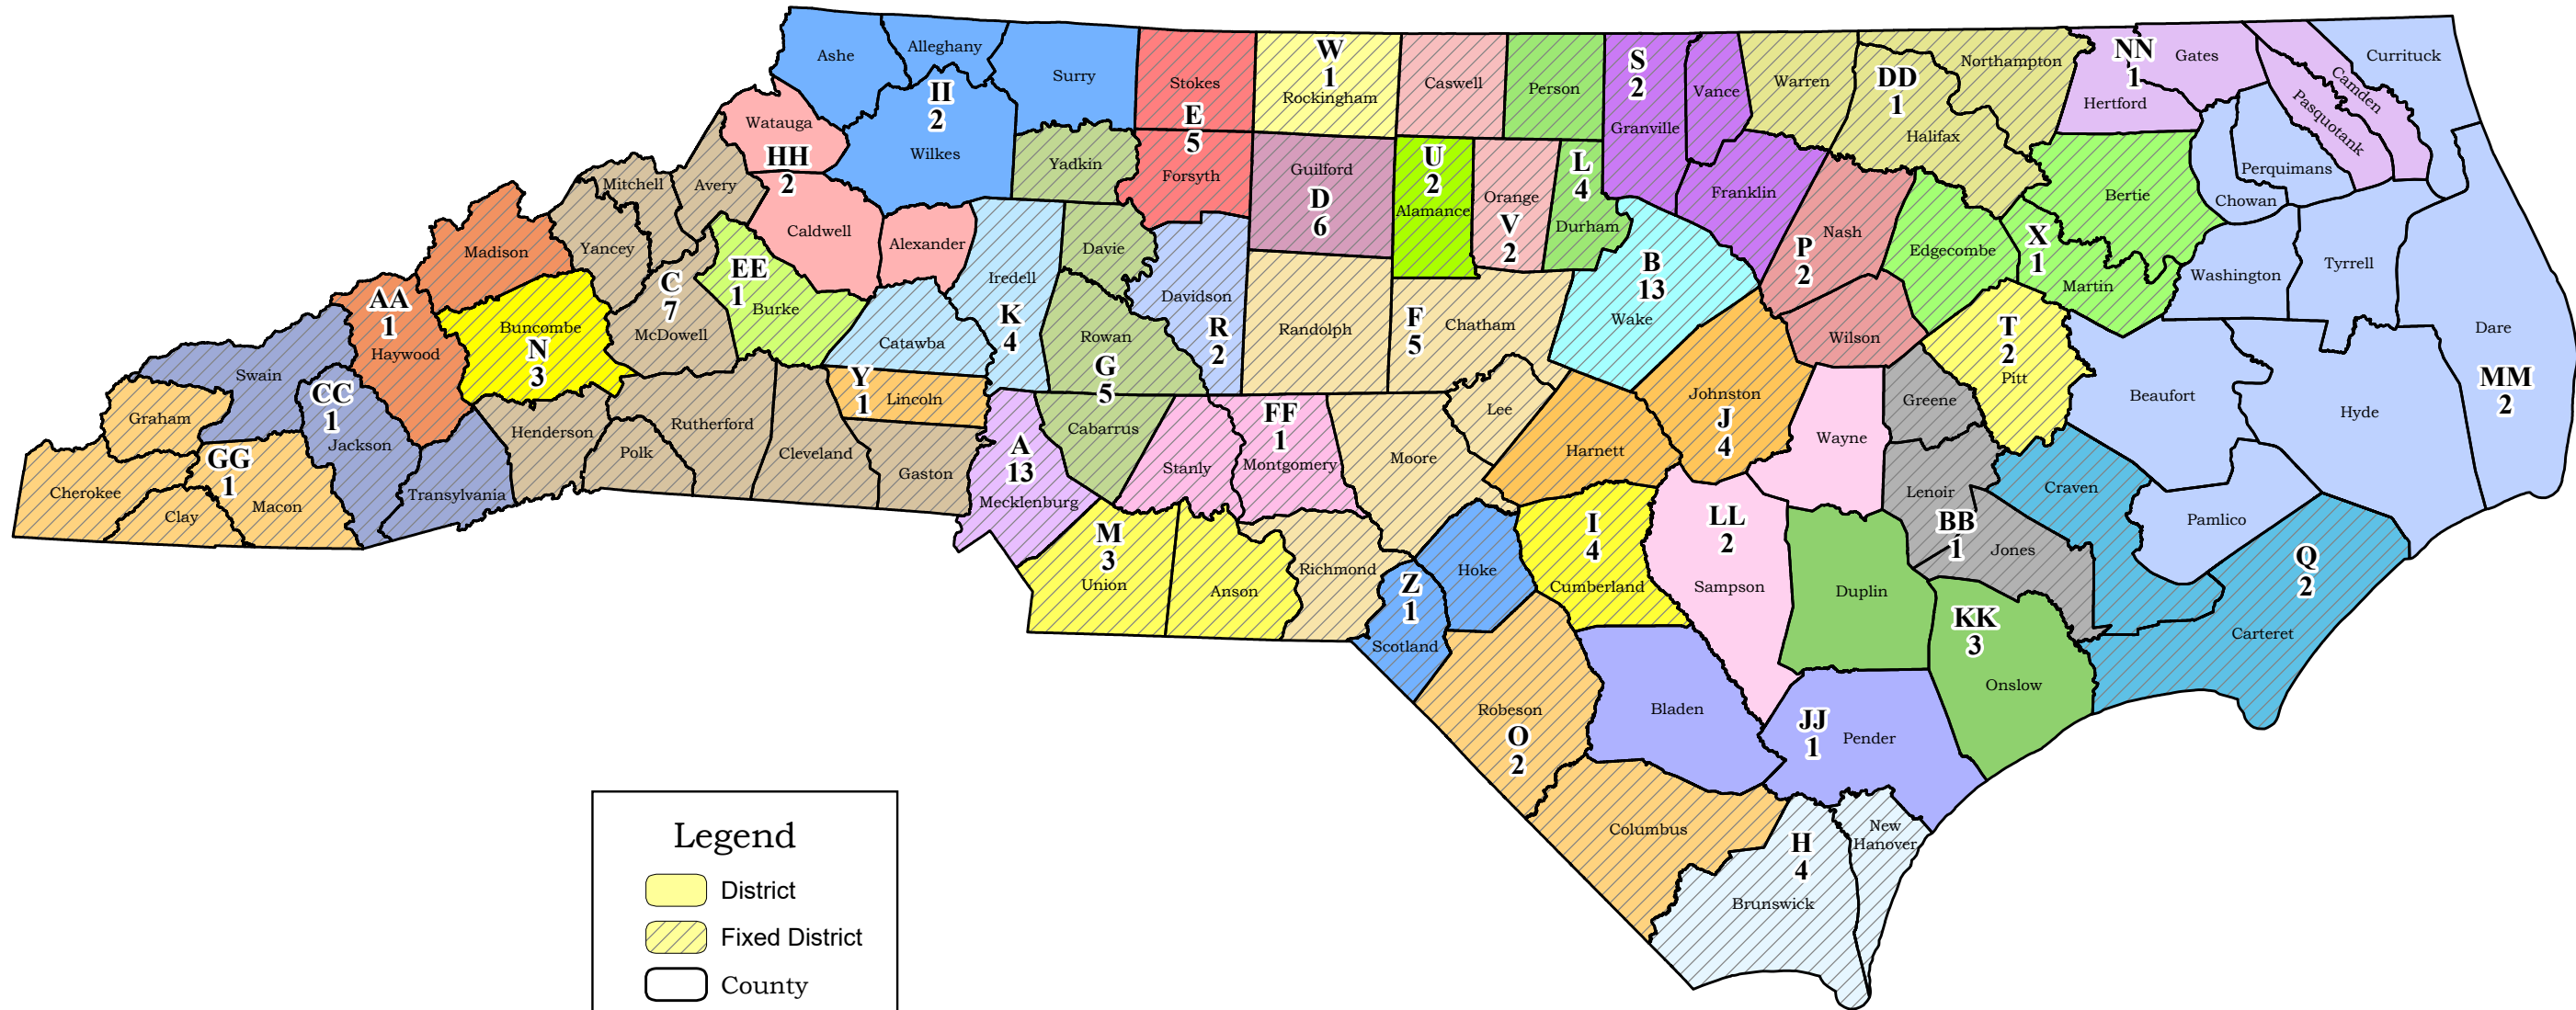 Ashe
Alleghany
Surry
II
2
Wilkes
Stokes
E
5
Forsyth
W
1
Rockingham
Caswell
Person
S
2
Granville
Vance
Warren
DD
1
Northampton
Halifax
NN
1
Gates
Hertford
Camden
Pasquotank
Currituck
Perquimans
Chowan
Watauga
HH
2
Caldwell
Alexander
Yadkin
Guilford
D
6
U
2
Alamance
Orange
V
2
L
4
Durham
Franklin
Nash
P
2
Wilson
Edgecombe
X
1
Bertie
Martin
Washington
Tyrrell
Dare
MM
2
Mitchell
Avery
Yancey
Madison
C
7
McDowell
EE
1
Burke
Iredell
K
4
Catawba
Davie
Rowan
G
5
Cabarrus
Davidson
R
2
Randolph
F
5
Chatham
B
13
Wake
Johnston
J
4
Harnett
Lee
Moore
AA
1
Haywood
Buncombe
N
3
Swain
CC
1
Jackson
Graham
GG
1
Macon
Cherokee
Clay
Transylvania
Henderson
Polk
Rutherford
Cleveland
Y
1
Lincoln
Gaston
A
13
Mecklenburg
Stanly
FF
1
Montgomery
M
3
Union
Anson
Richmond
Z
1
Scotland
Hoke
I
4
Cumberland
LL
2
Sampson
Wayne
Greene
T
2
Pitt
Beaufort
Hyde
Lenoir
BB
1
Jones
Craven
Pamlico
Q
2
Carteret
Duplin
KK
3
Onslow
Robeson
O
2
Bladen
JJ
1
Pender
Columbus
H
4
Brunswick
New
Hanover
Legend
District
Fixed District
County